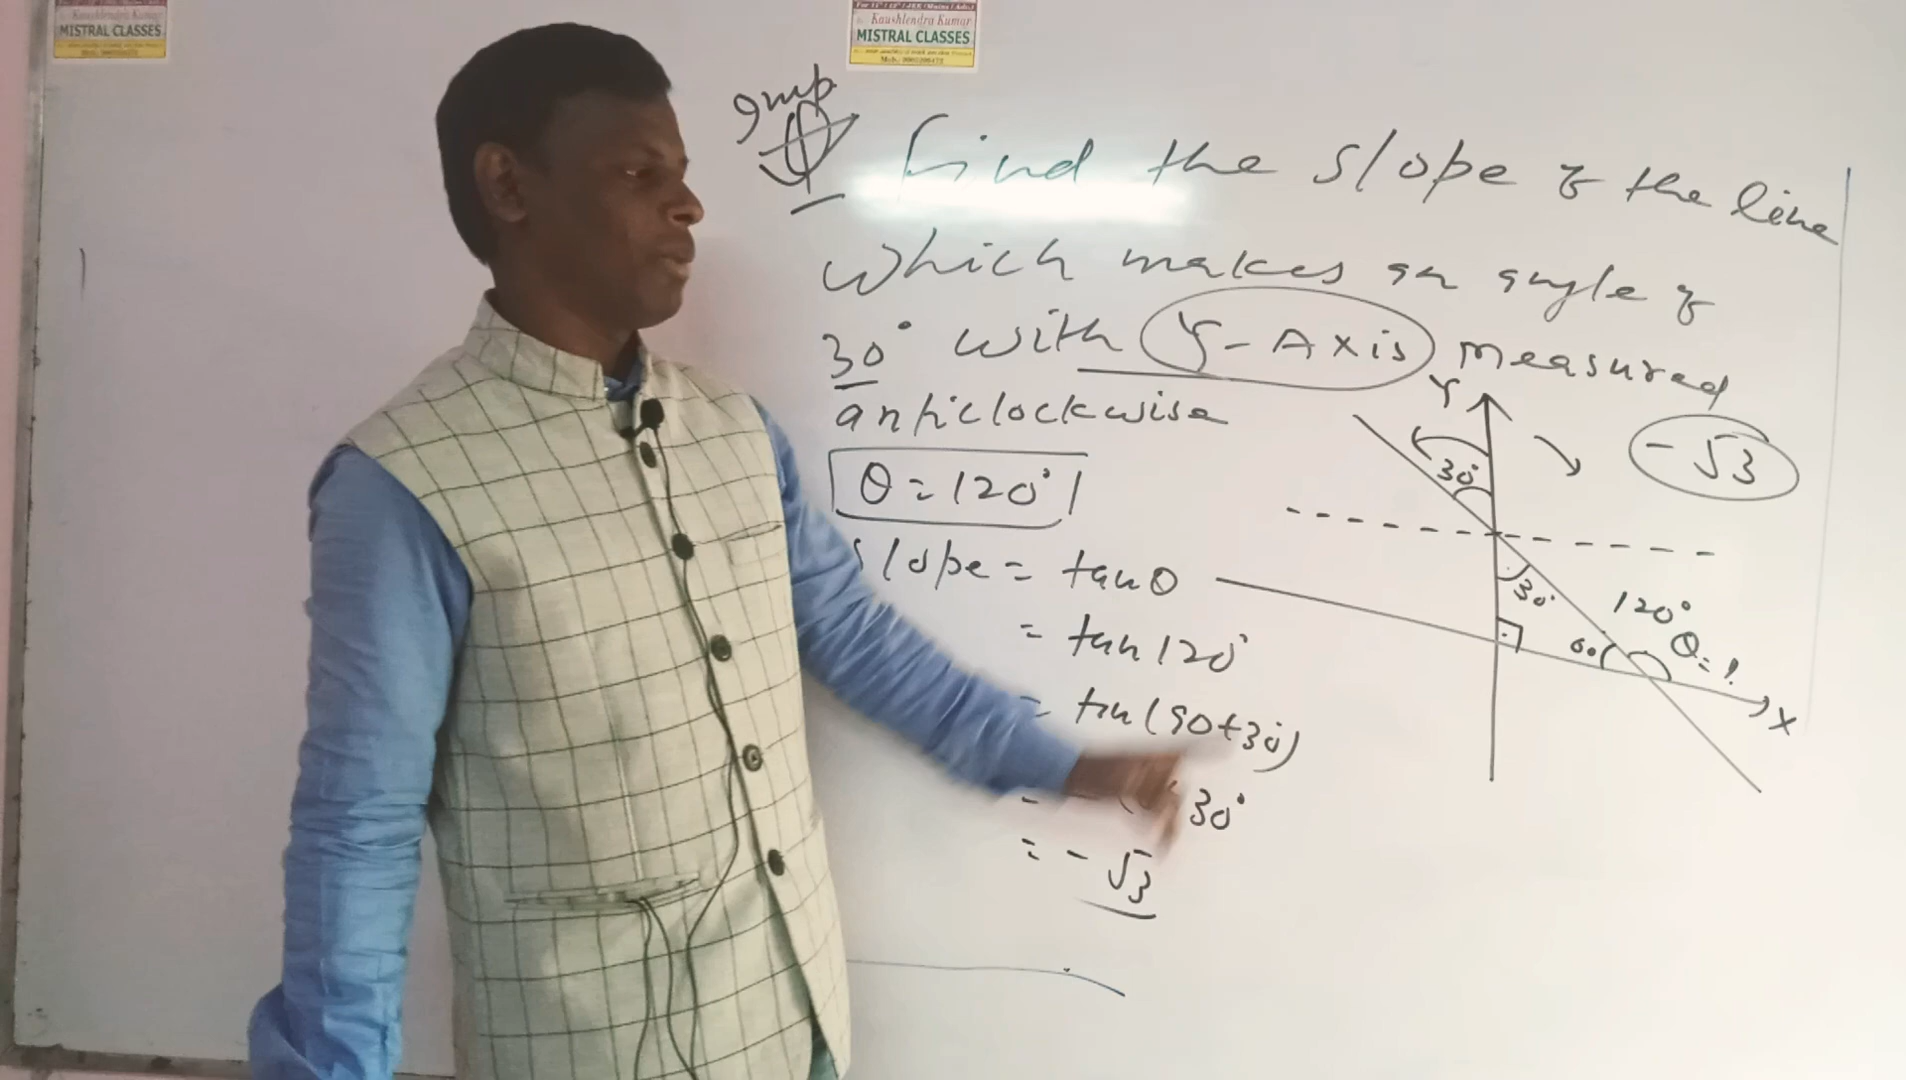 Kaushlendra Kumar
MISTRAL CLASSES
Kaushlendra Kumar
MISTRAL CLASSES
Imp
Q Find the slope of the line
which makes an angle of
30° with Y-Axis measured
anticlockwise
θ = 120°
Slope = tanθ
= tan 120°
= tan(90+30)
= - 30°
= -√3
Y
30°
-√3
30°
120°
θ = ?
60
X